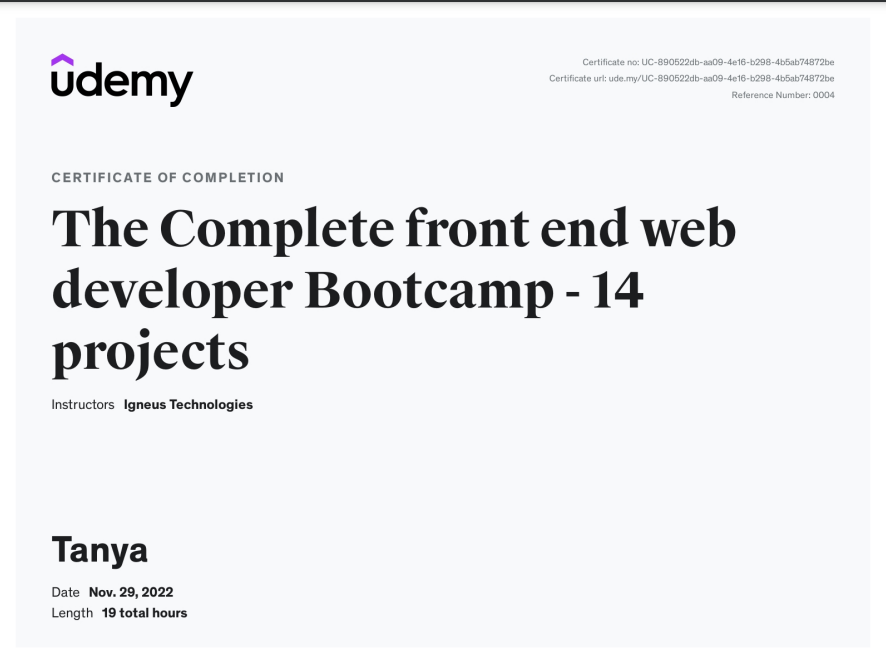 udemy
Certificate no: UC-890522db-aa09-4e16-b298-4b5ab74872be
Certificate url: ude.my/UC-890522db-aa09-4e16-b298-4b5ab74872be
Reference Number: 0004
CERTIFICATE OF COMPLETION
The Complete front end web
developer Bootcamp - 14
projects
Instructors Igneus Technologies
Tanya
Date Nov. 29, 2022
Length 19 total hours